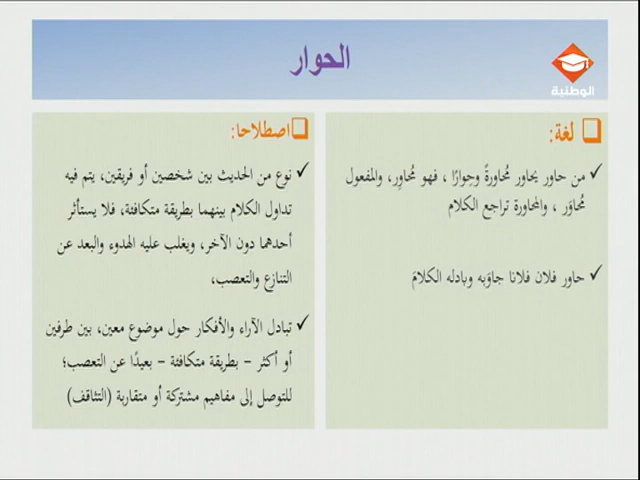 الحوار
الوطنية
لغة:
من حاور يحاور مُحاورةً وحِوارًا ، فهو مُحاوِر، والمفعول
مُحاوَر ، والمحاورة تراجع الكلام
حاور فلان فلانا جاوَبه وبادله الكلامَ
اصطلاحا:
نوع من الحديث بين شخصين أو فريقين، يتم فيه
تداول الكلام بينهما بطريقة متكافئة، فلا يستأثر
أحدهما دون الآخر، ويغلب عليه الهدوء والبعد عن
التنازع والتعصب،
تبادل الآراء والأفكار حول موضوع معين، بين طرفين
أو أكثر – بطريقة متكافئة – بعيدًا عن التعصب؛
للتوصل إلى مفاهيم مشتركة أو متقاربة (التثاقف)